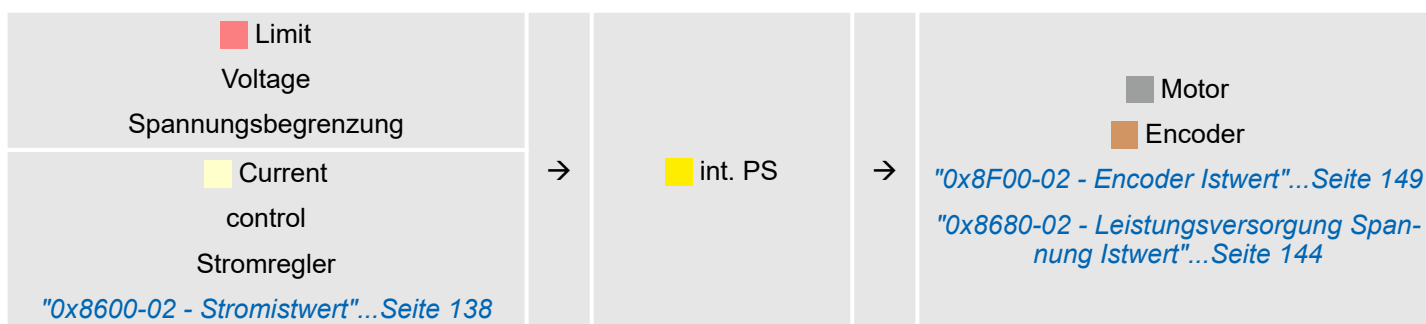 Limit
Voltage
Spannungsbegrenzung
Current
control
Stromregler
"0x8600-02 - Stromistwert"...Seite 138
→
int. PS
→
Motor
Encoder
"0x8F00-02 - Encoder Istwert"...Seite 149
"0x8680-02 - Leistungsversorgung Span-
nung Istwert"...Seite 144